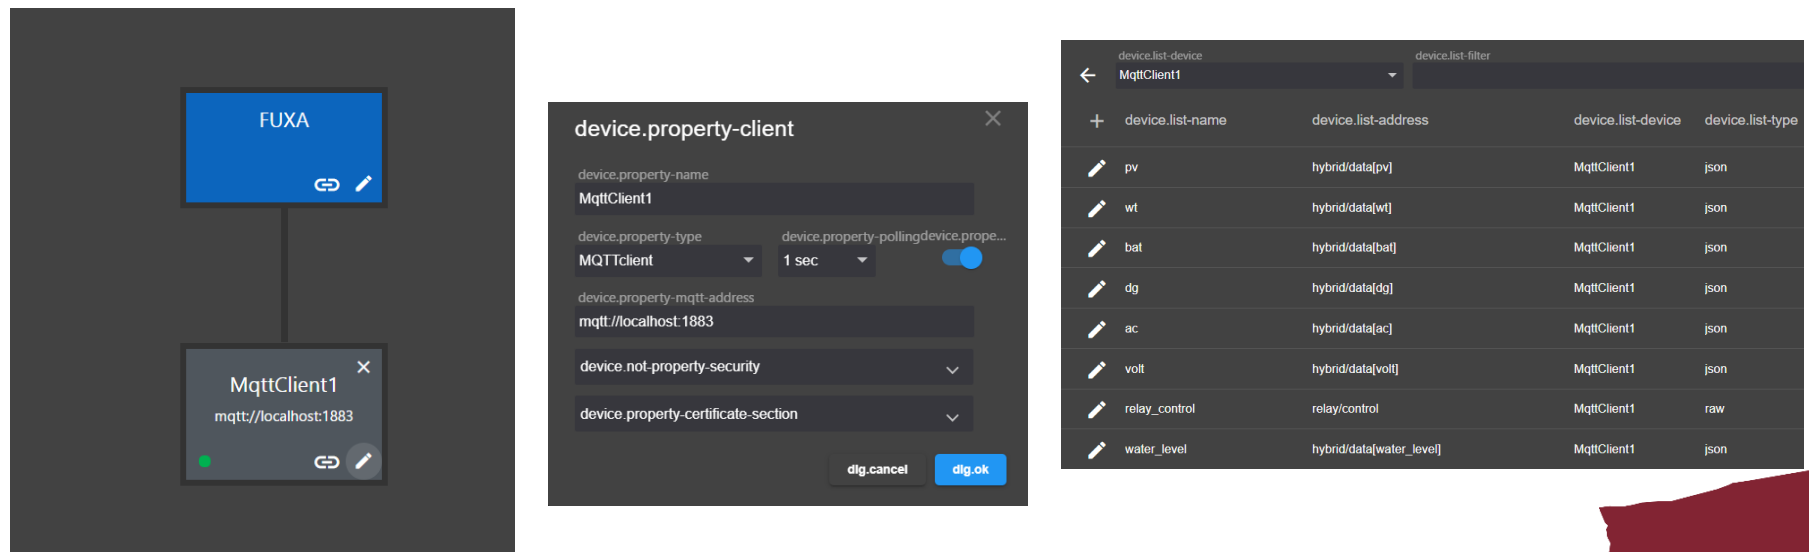 FUXA
MqttClient1
mqtt://localhost:1883
device.property-client
device.property-name
MqttClient1
device.property-type device.property-pollingdevice.prope...
MQTTclient 1 sec
device.property-mqtt-address
mqtt://localhost:1883
device.not-property-security
device.property-certificate-section
dlg.cancel dlg.ok
device.list-device device.list-filter
MqttClient1
device.list-name device.list-address device.list-device device.list-type
pv hybrid/data[pv] MqttClient1 json
wt hybrid/data[wt] MqttClient1 json
bat hybrid/data[bat] MqttClient1 json
dg hybrid/data[dg] MqttClient1 json
ac hybrid/data[ac] MqttClient1 json
volt hybrid/data[volt] MqttClient1 json
relay_control relay/control MqttClient1 raw
water_level hybrid/data[water_level] MqttClient1 json